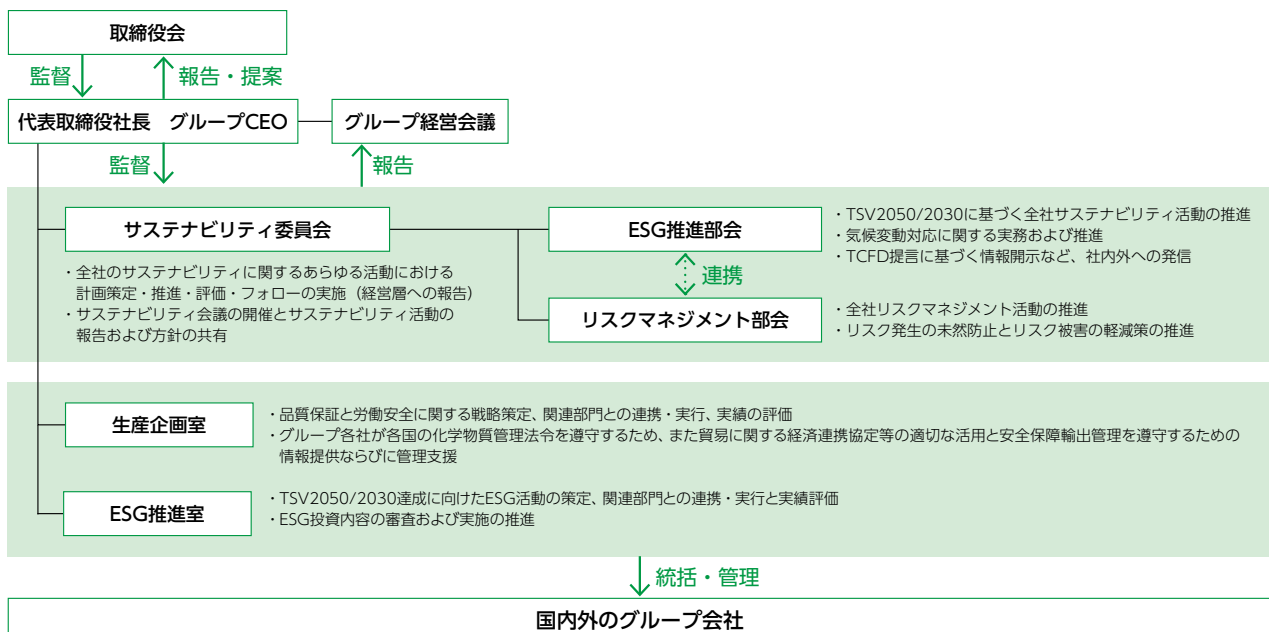 取締役会
監督
報告・提案
代表取締役社長　グループCEO
グループ経営会議
監督
報告
サステナビリティ委員会
・全社のサステナビリティに関するあらゆる活動における
計画策定・推進・評価・フォローの実施（経営層への報告）
・サステナビリティ会議の開催とサステナビリティ活動の
報告および方針の共有
ESG推進部会
・TSV2050/2030に基づく全社サステナビリティ活動の推進
・気候変動対応に関する実務および推進
・TCFD提言に基づく情報開示など、社内外への発信
連携
リスクマネジメント部会
・全社リスクマネジメント活動の推進
・リスク発生の未然防止とリスク被害の軽減策の推進
生産企画室
・品質保証と労働安全に関する戦略策定、関連部門との連携・実行、実績の評価
・グループ各社が各国の化学物質管理法令を遵守するため、また貿易に関する経済連携協定等の適切な活用と安全保障輸出管理を遵守するための
情報提供ならびに管理支援
ESG推進室
・TSV2050/2030達成に向けたESG活動の策定、関連部門との連携・実行と実績評価
・ESG投資内容の審査および実施の推進
統括・管理
国内外のグループ会社